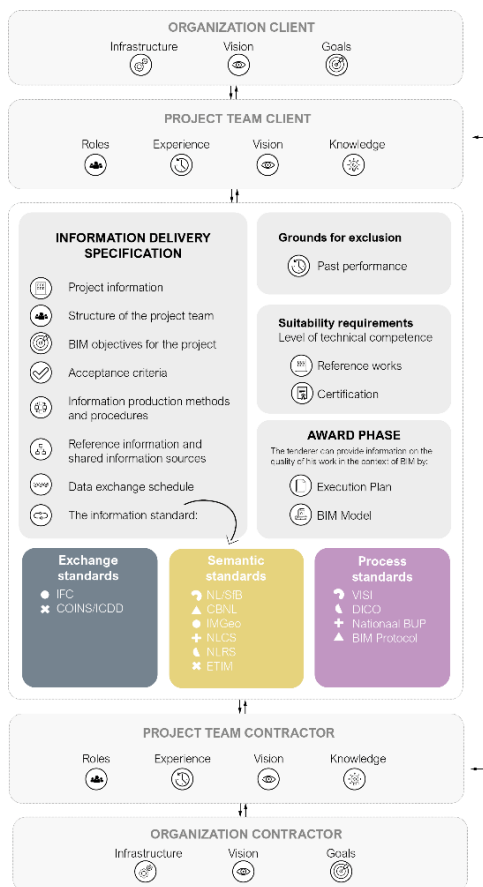 ORGANIZATION CLIENT
Infrastructure
Vision
Goals
PROJECT TEAM CLIENT
Roles
Experience
Vision
Knowledge
INFORMATION DELIVERY
SPECIFICATION
Project information
Structure of the project team
BIM objectives for the project
Acceptance criteria
Information production methods
and procedures
Reference information and
shared information sources
Data exchange schedule
The information standard:
Grounds for exclusion
Past performance
Suitability requirements
Level of technical competence
Reference works
Certification
AWARD PHASE
The tenderer can provide information on the
quality of his work in the context of BIM by:
Execution Plan
BIM Model
Exchange
standards
IFC
COINS/ICDD
Semantic
standards
NL/SfB
CBNL
IMGeo
NLCS
NLRS
ETIM
Process
standards
VISI
DICO
Nationaal BUP
BIM Protocol
PROJECT TEAM CONTRACTOR
Roles
Experience
Vision
Knowledge
ORGANIZATION CONTRACTOR
Infrastructure
Vision
Goals